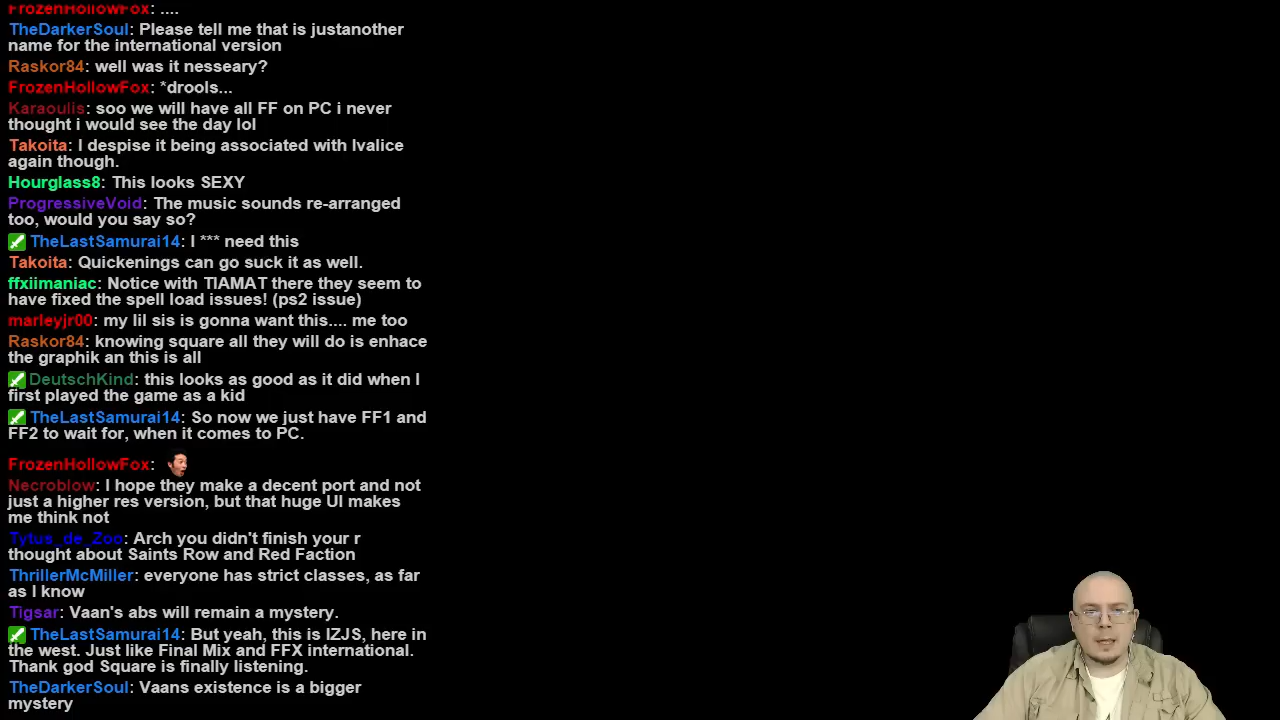 FrozenHollowFox: ....
TheDarkerSoul: Please tell me that is justanother
name for the international version
Raskor84: well was it nesseary?
FrozenHollowFox: *drools...
Karaoulis: soo we will have all FF on PC i never
thought i would see the day lol
Takoita: I despise it being associated with Ivalice
again though.
Hourglass8: This looks SEXY
ProgressiveVoid: The music sounds re-arranged
too, would you say so?
TheLastSamurai14: I *** need this
Takoita: Quickenings can go suck it as well.
ffxiimaniac: Notice with TIAMAT there they seem to
have fixed the spell load issues! (ps2 issue)
marleyjr00: my lil sis is gonna want this.... me too
Raskor84: knowing square all they will do is enhace
the graphik an this is all
DeutschKind: this looks as good as it did when I
first played the game as a kid
TheLastSamurai14: So now we just have FF1 and
FF2 to wait for, when it comes to PC.
FrozenHollowFox:
Necroblow: I hope they make a decent port and not
just a higher res version, but that huge UI makes
me think not
Tytus_de_Zoo: Arch you didn't finish your r
thought about Saints Row and Red Faction
ThrillerMcMiller: everyone has strict classes, as far
as I know
Tigsar: Vaan's abs will remain a mystery.
TheLastSamurai14: But yeah, this is IZJS, here in
the west. Just like Final Mix and FFX international.
Thank god Square is finally listening.
TheDarkerSoul: Vaans existence is a bigger
mystery